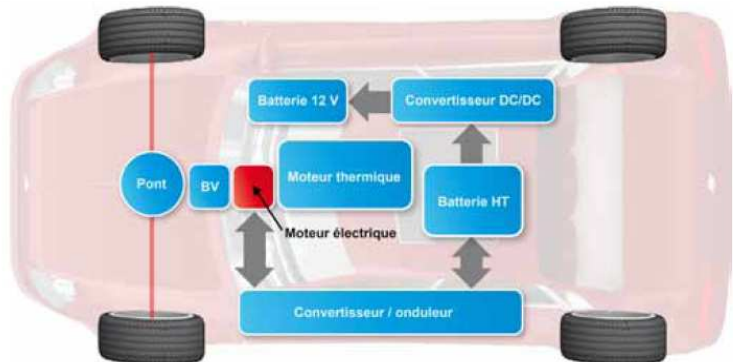 Batterie 12 V
Convertisseur DC/DC
Pont
BV
Moteur thermique
Batterie HT
Moteur électrique
Convertisseur / onduleur